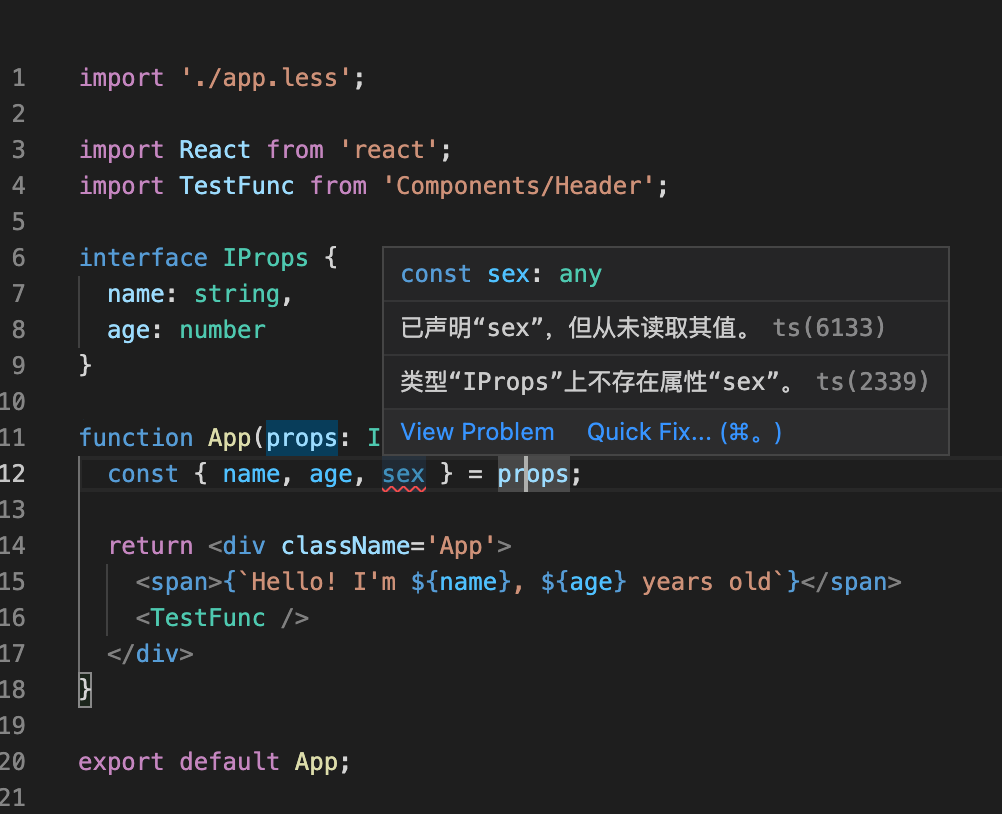 1 import './app.less';
2
3 import React from 'react';
4 import TestFunc from 'Components/Header';
5
6 interface IProps {
7 name: string,
8 age: number
9 }
10
11 function App(props: I
12 const { name, age, sex } = props;
13
14 return <div className='App'>
15 <span>{`Hello! I'm ${name}, ${age} years old`}</span>
16 <TestFunc />
17 </div>
18 }
19
20 export default App;
21
const sex: any
已声明“sex”，但从未读取其值。 ts(6133)
类型“IProps”上不存在属性“sex”。 ts(2339)
View Problem Quick Fix... (⌘。)